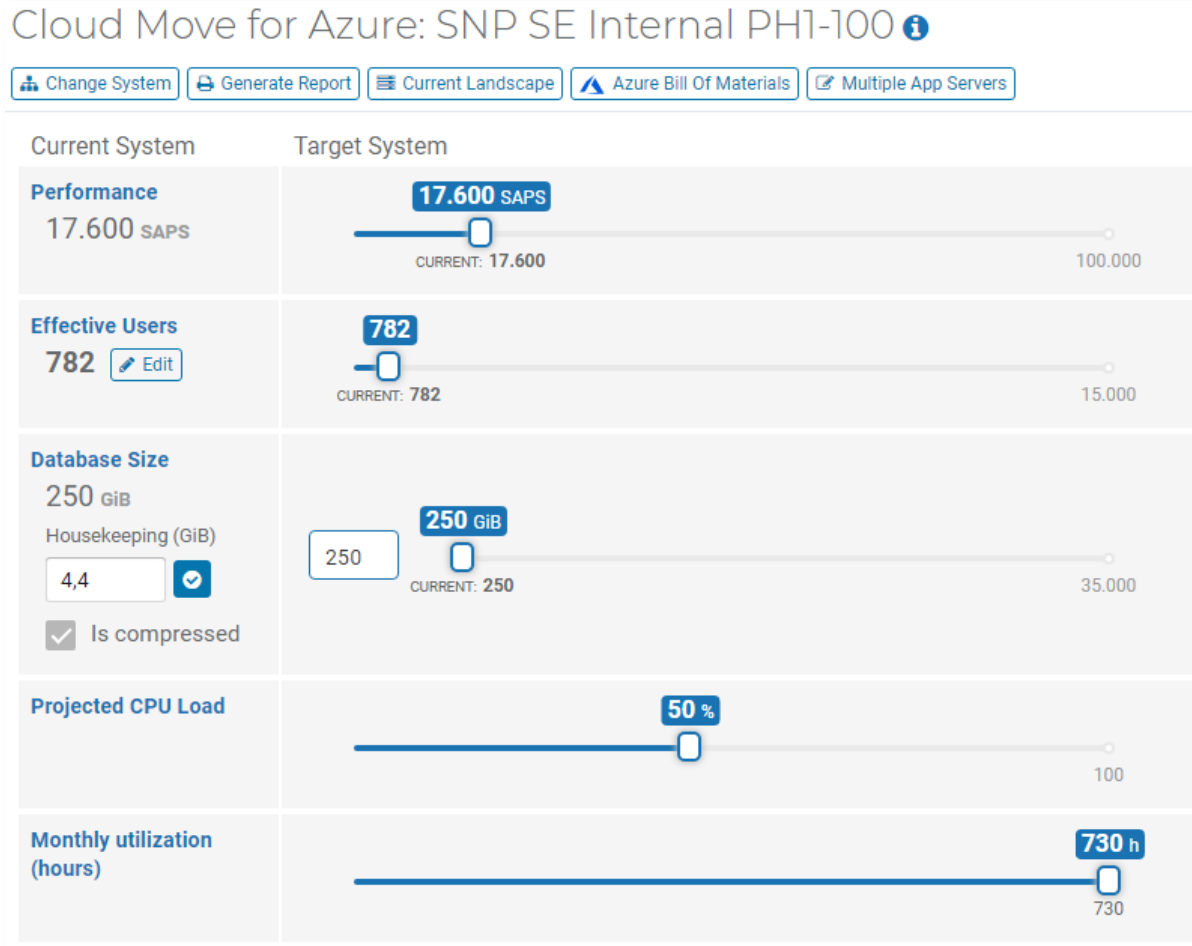 Cloud Move for Azure: SNP SE Internal PH1-100
Change System
Generate Report
Current Landscape
Azure Bill Of Materials
Multiple App Servers
Current System
Target System
Performance
17.600 SAPS
17.600 SAPS
CURRENT: 17.600
100.000
Effective Users
782
Edit
782
CURRENT: 782
15.000
Database Size
250 GiB
Housekeeping (GiB)
4,4
Is compressed
250
250 GiB
CURRENT: 250
35.000
Projected CPU Load
50 %
100
Monthly utilization
(hours)
730 h
730